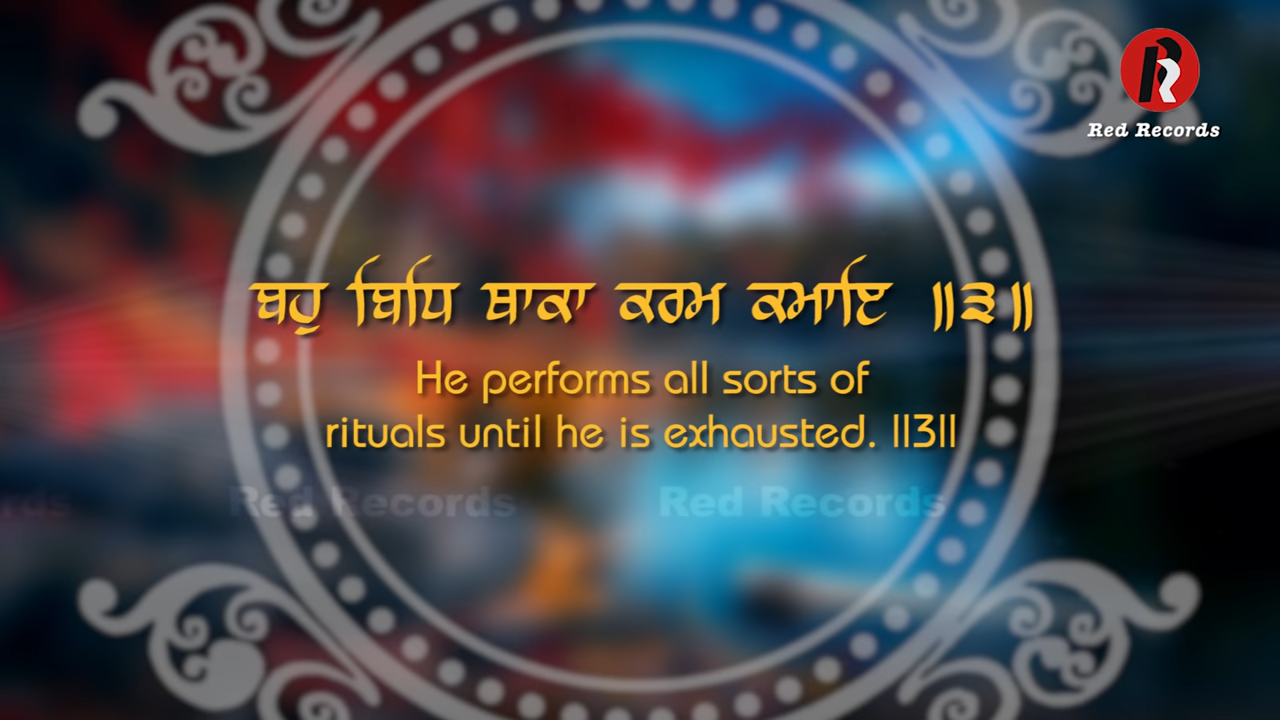 Red Records
ਬਹੁ ਬਿਧਿ ਥਾਕਾ ਕਰਮ ਕਮਾਇ ॥੩॥
He performs all sorts of
rituals until he is exhausted. ||3||
rds Red Records Red Records